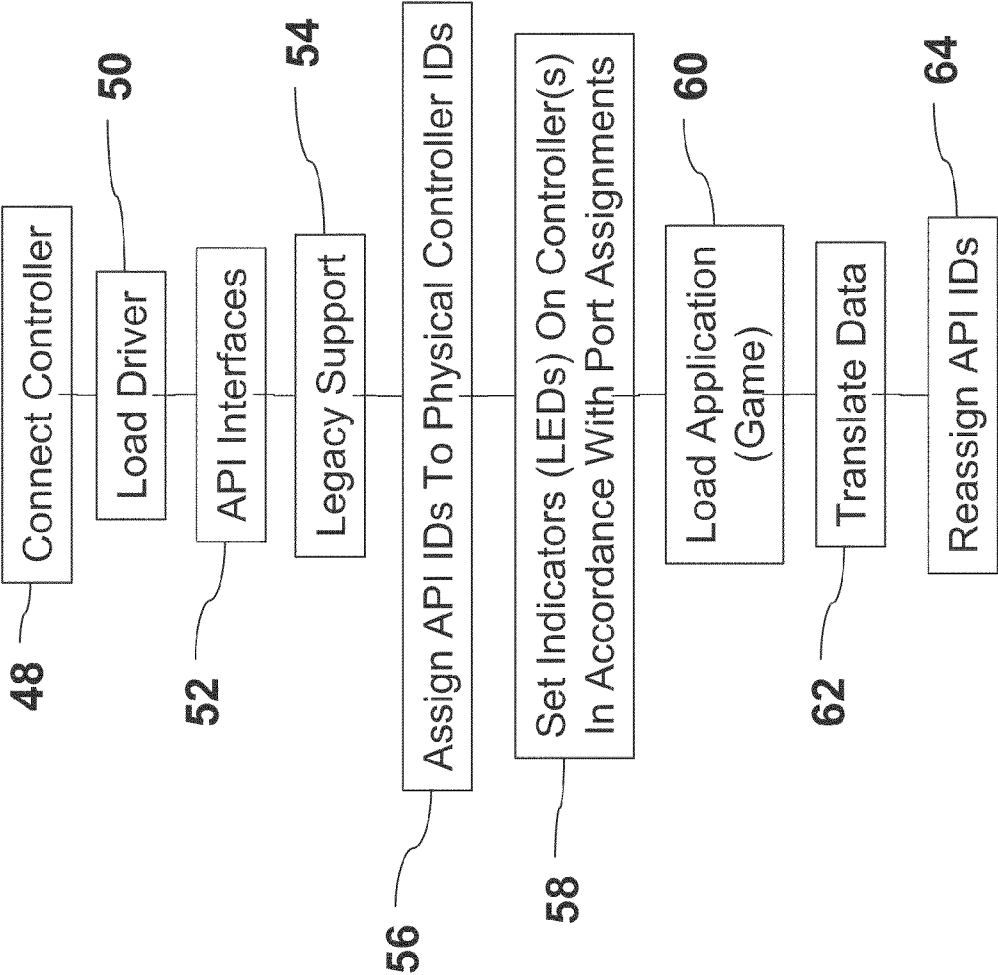 48
Connect Controller
50
Load Driver
52
API Interfaces
54
Legacy Support
56
Assign API IDs To Physical Controller IDs
58
Set Indicators (LEDs) On Controller(s)
In Accordance With Port Assignments
60
Load Application
(Game)
62
Translate Data
64
Reassign API IDs